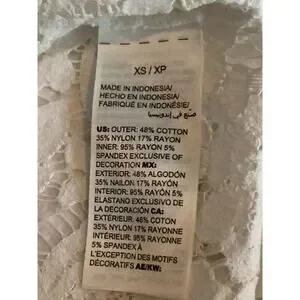 XS / XP
MADE IN INDONESIA/
HECHO EN INDONESIA/
FABRIQUÉ EN INDONÉSIE/
صنع في إندونيسيا
US: OUTER: 48% COTTON
35% NYLON 17% RAYON
INNER: 95% RAYON 5%
SPANDEX EXCLUSIVE OF
DECORATION MX:
EXTERIOR: 48% ALGODÓN
35% NAILON 17% RAYÓN
INTERIOR: 95% RAYÓN 5%
ELASTANO EXCLUSIVO DE
LA DECORACIÓN CA:
EXTÉRIEUR: 48% COTON
35% NYLON 17% RAYONNE
INTÉRIEUR: 95% RAYONNE
5% SPANDEX À
L'EXCEPTION DES MOTIFS
DÉCORATIFS AE/KW: